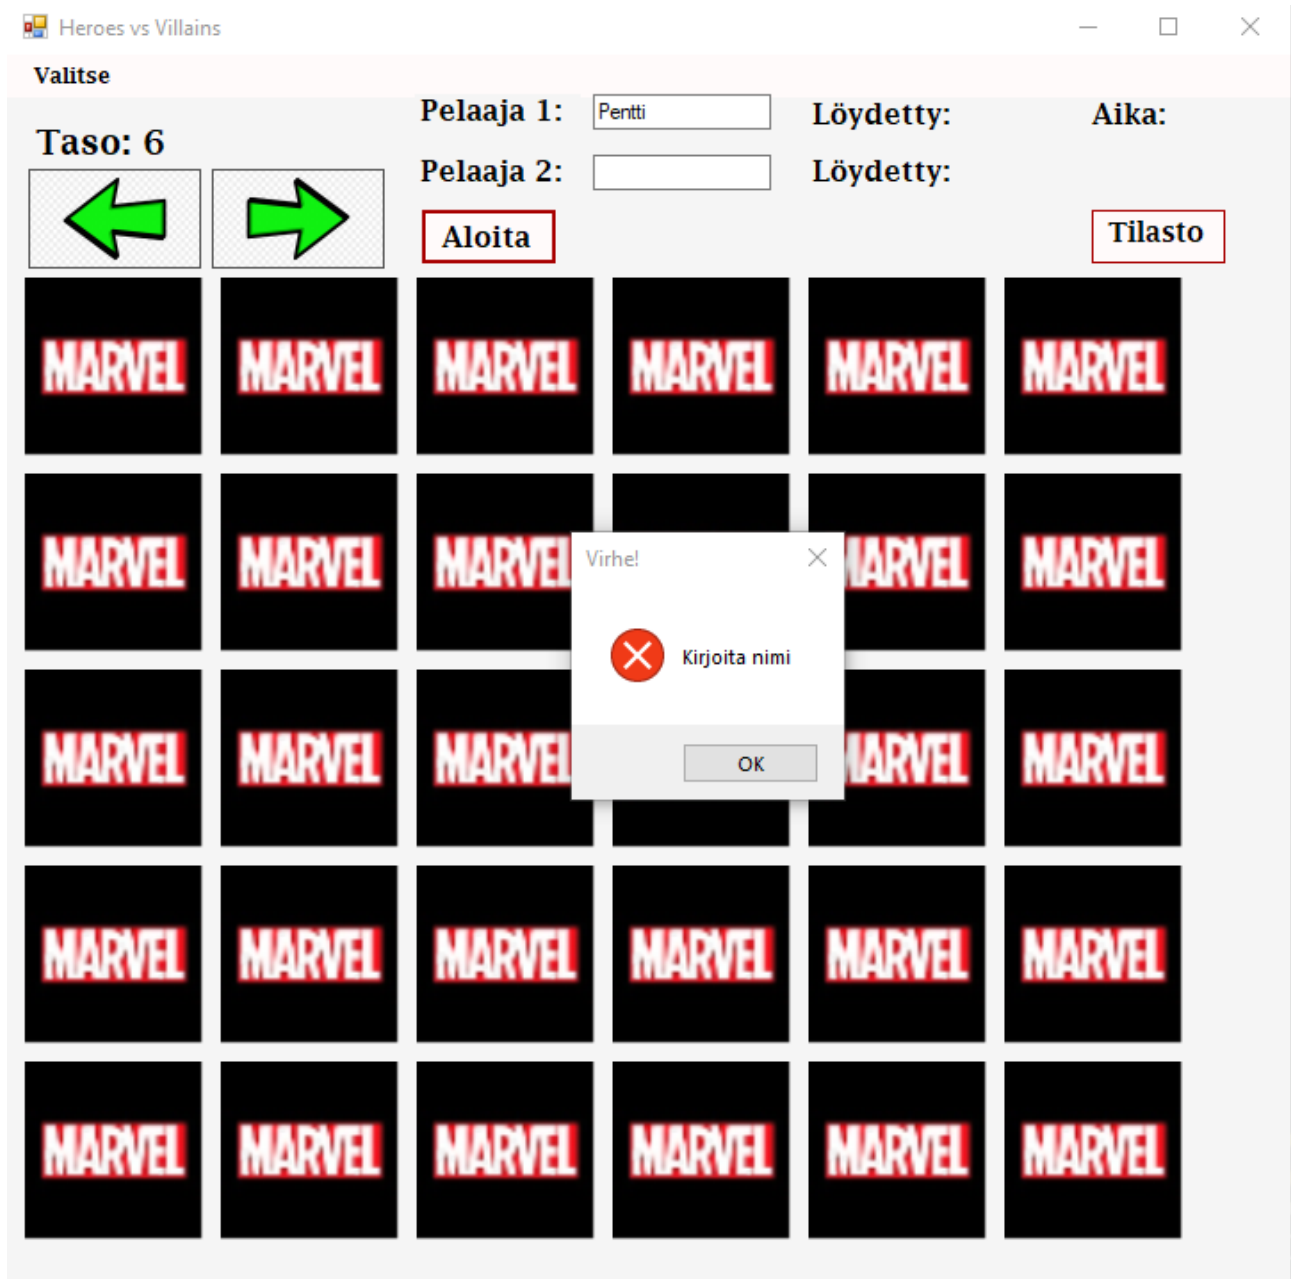 Heroes vs Villains
Valitse
Taso: 6
Pelaaja 1: Pentti Löydetty: Aika:
Pelaaja 2: Löydetty:
Aloita
Tilasto
MARVEL MARVEL MARVEL MARVEL MARVEL MARVEL
MARVEL MARVEL MARVEL MARVEL MARVEL
MARVEL MARVEL MARVEL MARVEL MARVEL
MARVEL MARVEL MARVEL MARVEL MARVEL MARVEL
MARVEL MARVEL MARVEL MARVEL MARVEL MARVEL
Virhe!
Kirjoita nimi
OK